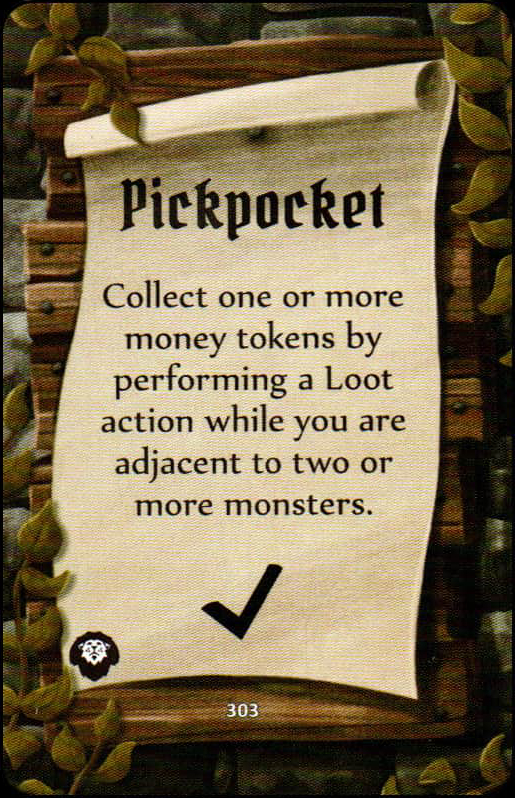 Pickpocket
Collect one or more
money tokens by
performing a Loot
action while you are
adjacent to two or
more monsters.
303